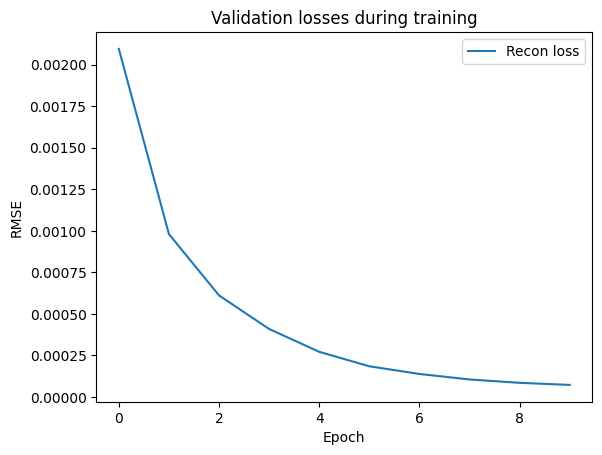 Validation losses during training
Recon loss
0.00200
0.00175
0.00150
0.00125
0.00100
0.00075
0.00050
0.00025
0.00000
RMSE
0 2 4 6 8
Epoch